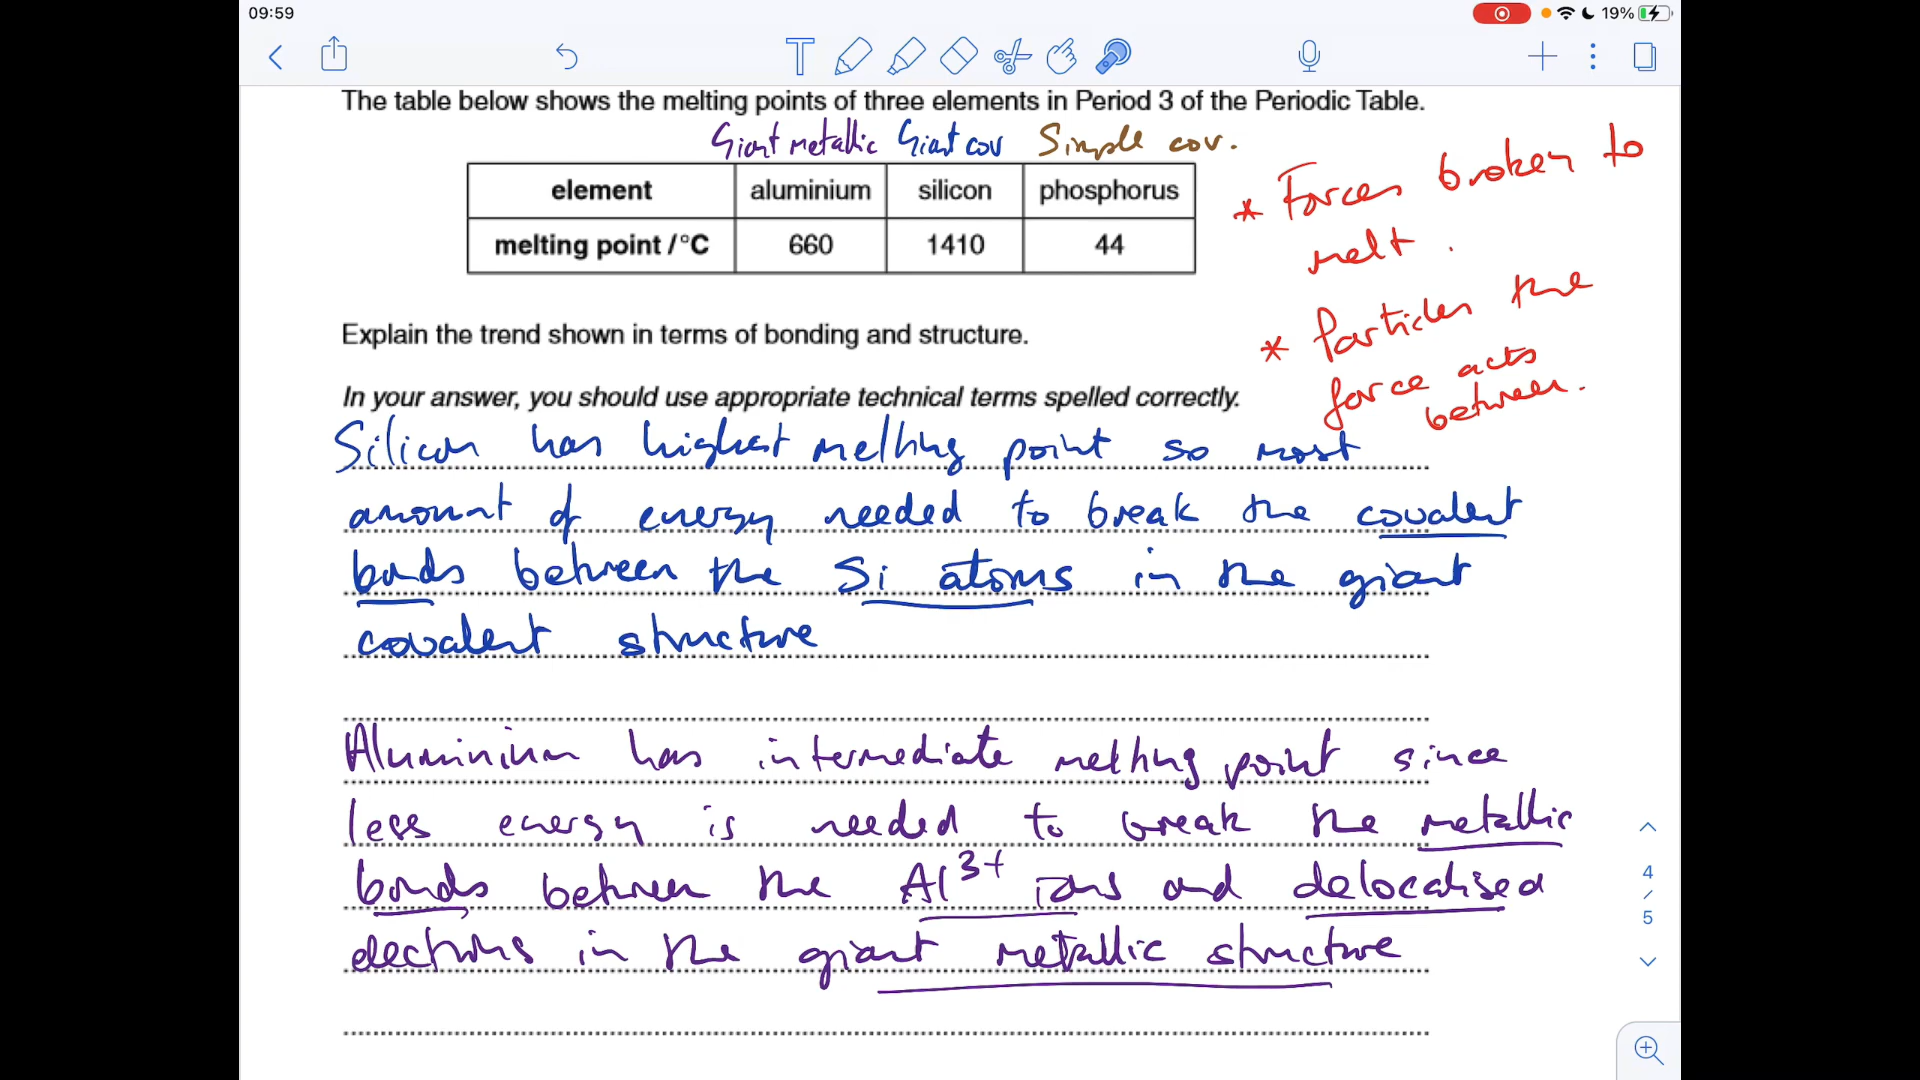 09:59
19%
The table below shows the melting points of three elements in Period 3 of the Periodic Table.
Giant metallic Giant cov Simple cov.
element aluminium silicon phosphorus
melting point / °C 660 1410 44
* Forces broken to
melt.
* Particles the
force acts
between.
Explain the trend shown in terms of bonding and structure.
In your answer, you should use appropriate technical terms spelled correctly.
Silicon has highest melting point so most
amount of energy needed to break the covalent
bonds between the Si atoms in the giant
covalent structure
Aluminium has intermediate melting point since
less energy is needed to break the metallic
bonds between the Al³⁺ ions and delocalised
electrons in the giant metallic structure
4
/
5